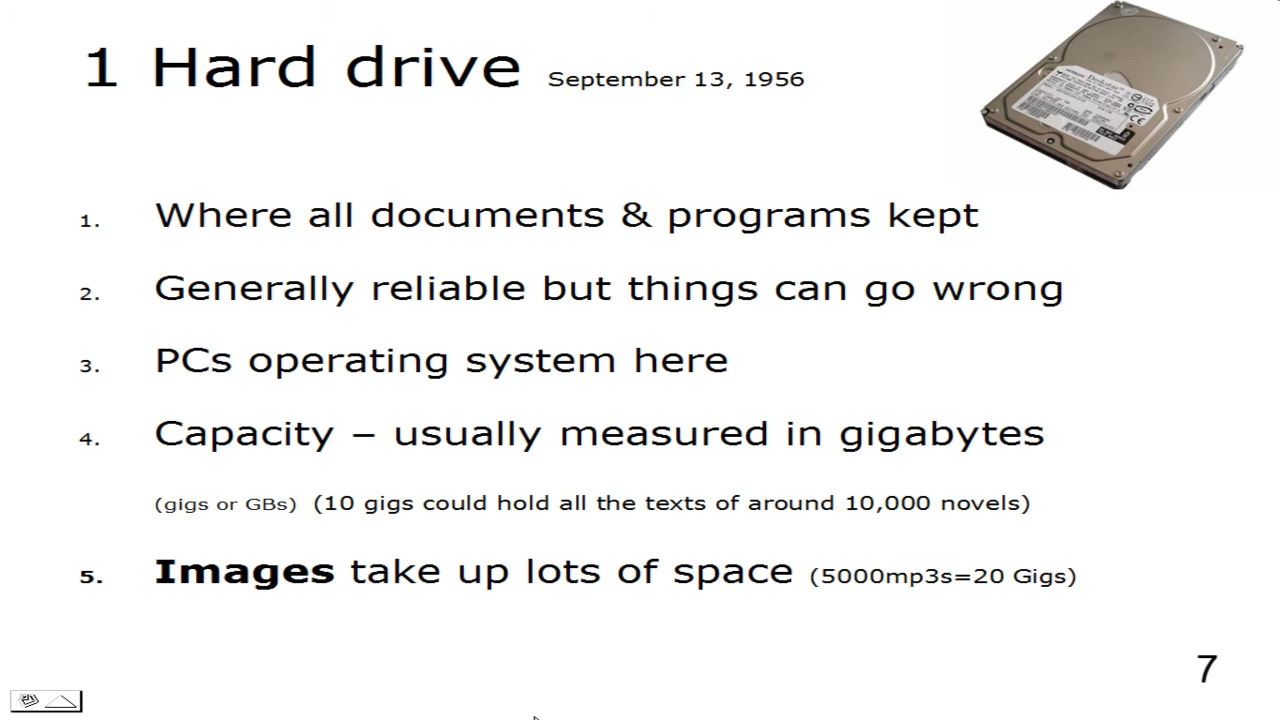 1 Hard drive September 13, 1956
1. Where all documents & programs kept
2. Generally reliable but things can go wrong
3. PCs operating system here
4. Capacity – usually measured in gigabytes
(gigs or GBs) (10 gigs could hold all the texts of around 10,000 novels)
5. Images take up lots of space (5000mp3s=20 Gigs)
7